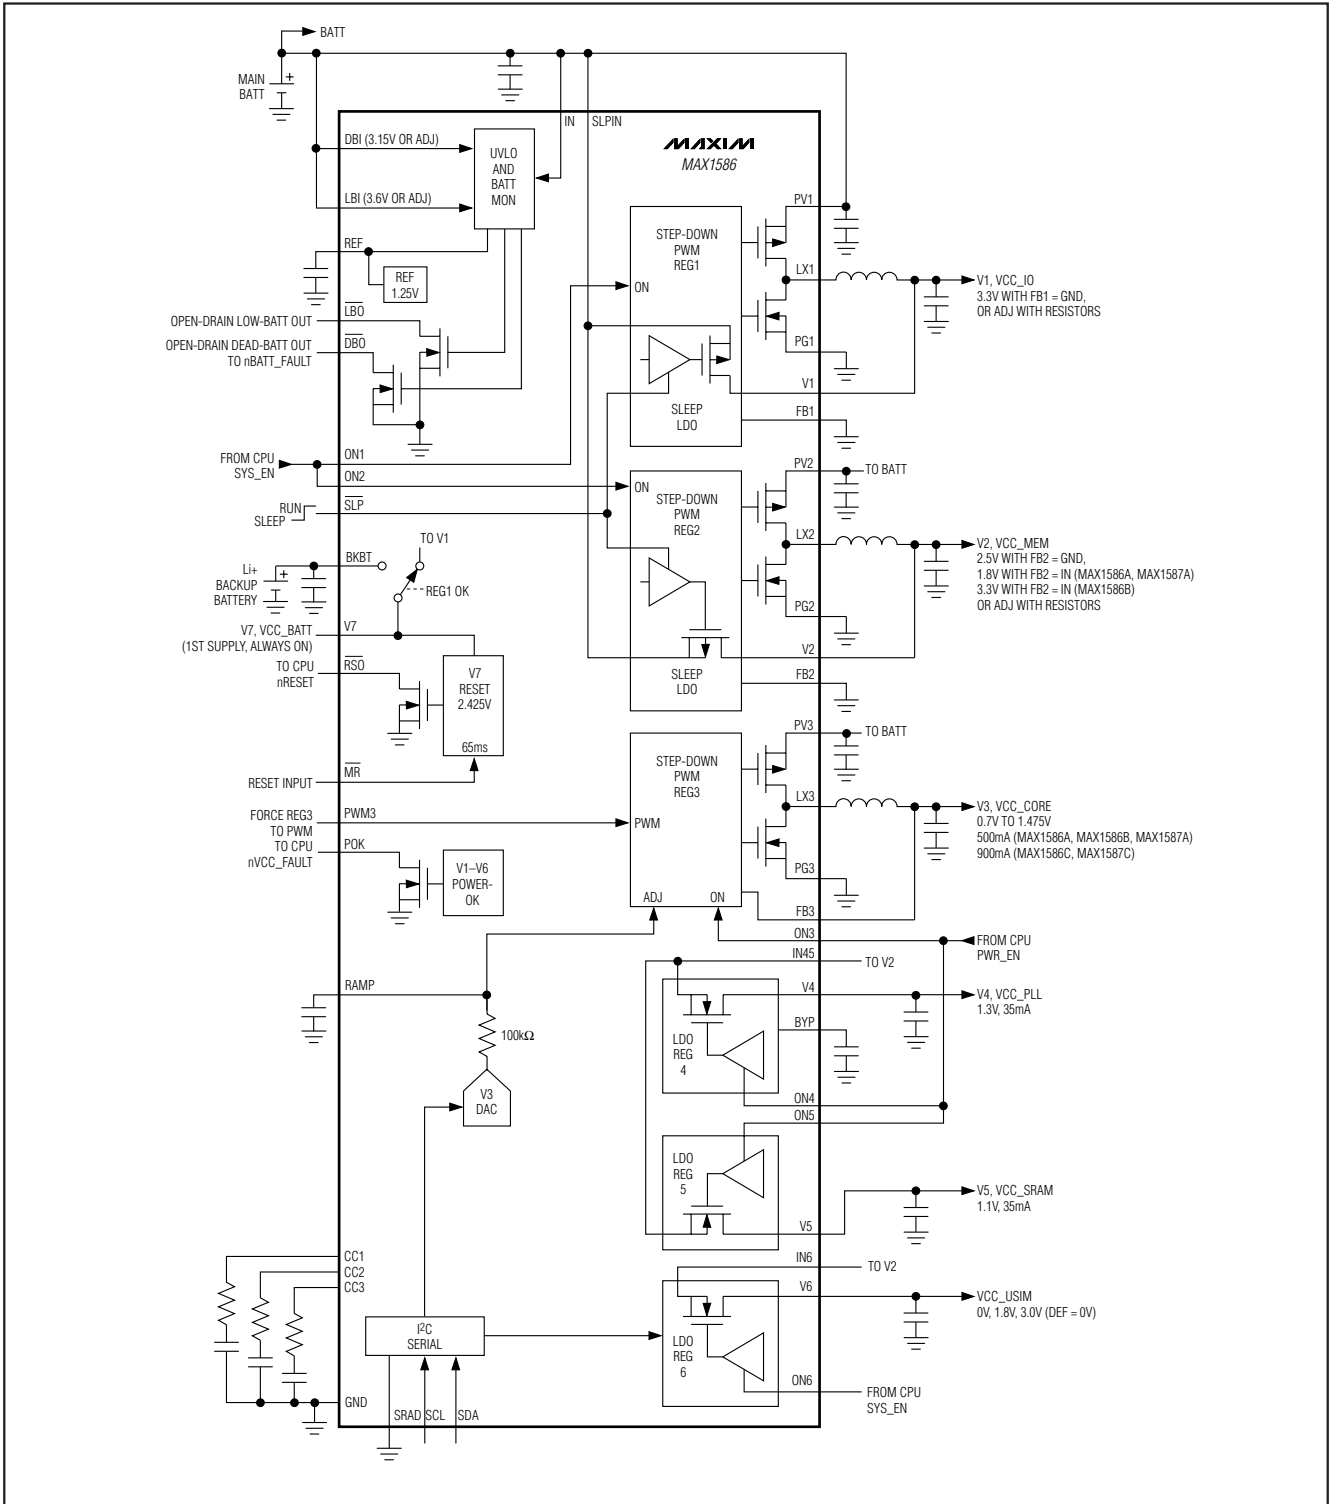 BATT
MAIN
BATT
+
IN
SLPIN
MAXIM
MAX1586
DBI (3.15V OR ADJ)
LBI (3.6V OR ADJ)
UVLO
AND
BATT
MON
REF
REF
1.25V
LBO
OPEN-DRAIN LOW-BATT OUT
DBO
OPEN-DRAIN DEAD-BATT OUT
TO nBATT_FAULT
STEP-DOWN
PWM
REG1
ON
SLEEP
LDO
PV1
LX1
PG1
V1
FB1
V1, VCC_IO
3.3V WITH FB1 = GND,
OR ADJ WITH RESISTORS
FROM CPU
SYS_EN
ON1
ON2
RUN
SLEEP
SLP
STEP-DOWN
PWM
REG2
ON
SLEEP
LDO
PV2
TO BATT
LX2
PG2
V2
FB2
V2, VCC_MEM
2.5V WITH FB2 = GND,
1.8V WITH FB2 = IN (MAX1586A, MAX1587A)
3.3V WITH FB2 = IN (MAX1586B)
OR ADJ WITH RESISTORS
Li+
BACKUP
BATTERY
+
BKBT
TO V1
REG1 OK
V7, VCC_BATT
(1ST SUPPLY, ALWAYS ON)
V7
TO CPU
nRESET
RSO
V7
RESET
2.425V
65ms
RESET INPUT
MR
FORCE REG3
TO PWM
PWM3
TO CPU
nVCC_FAULT
POK
V1–V6
POWER-
OK
STEP-DOWN
PWM
REG3
PWM
ADJ
ON
PV3
TO BATT
LX3
PG3
FB3
V3, VCC_CORE
0.7V TO 1.475V
500mA (MAX1586A, MAX1586B, MAX1587A)
900mA (MAX1586C, MAX1587C)
ON3
FROM CPU
PWR_EN
IN45
TO V2
RAMP
100kΩ
V3
DAC
LDO
REG
4
V4
V4, VCC_PLL
1.3V, 35mA
BYP
ON4
ON5
LDO
REG
5
V5
V5, VCC_SRAM
1.1V, 35mA
IN6
TO V2
V6
VCC_USIM
0V, 1.8V, 3.0V (DEF = 0V)
LDO
REG
6
ON6
FROM CPU
SYS_EN
CC1
CC2
CC3
I2C
SERIAL
GND
SRAD
SCL
SDA